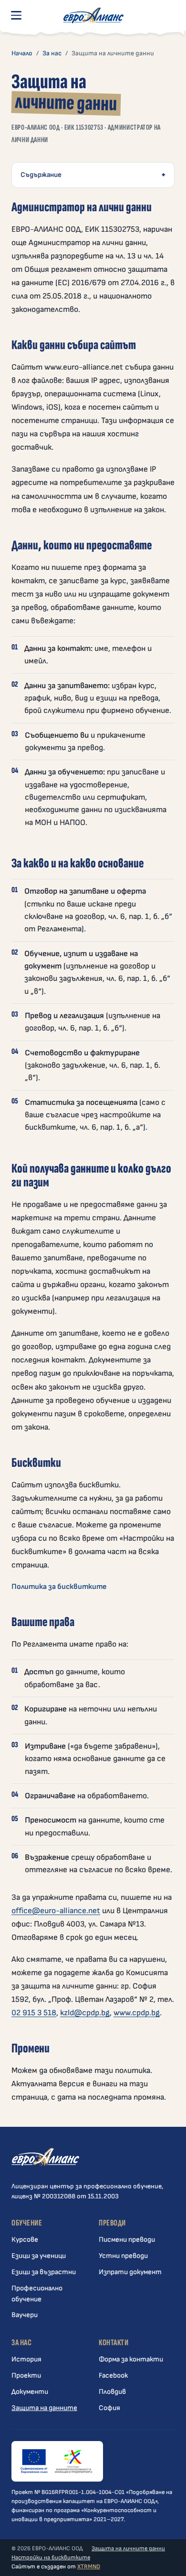 ЕВРО-АЛИАНС
Начало / За нас / Защита на личните данни
Защита на
личните данни
ЕВРО-АЛИАНС ООД · ЕИК 115302753 · АДМИНИСТРАТОР НА
ЛИЧНИ ДАННИ
Съдържание +
Администратор на лични данни
ЕВРО-АЛИАНС ООД, ЕИК 115302753, наричан
още Администратор на лични данни,
изпълнява разпоредбите на чл. 13 и чл. 14
от Общия регламент относно защитата
на данните (ЕС) 2016/679 от 27.04.2016 г., в
сила от 25.05.2018 г., и националното
законодателство.
Какви данни събира сайтът
Сайтът www.euro-alliance.net събира данни
в лог файлове: вашия IP адрес, използвания
браузър, операционната система (Linux,
Windows, iOS), кога е посетен сайтът и
посетените страници. Тази информация се
пази на сървъра на нашия хостинг
доставчик.
Запазваме си правото да използваме IP
адресите на потребителите за разкриване
на самоличността им в случаите, когато
това е необходимо в изпълнение на закон.
Данни, които ни предоставяте
Когато ни пишете през формата за
контакт, се записвате за курс, заявявате
тест за ниво или ни изпращате документ
за превод, обработваме данните, които
сами въвеждате:
01 Данни за контакт: име, телефон и
имейл.
02 Данни за запитването: избран курс,
график, ниво, вид и езици на превода,
брой служители при фирмено обучение.
03 Съобщението ви и прикачените
документи за превод.
04 Данни за обучението: при записване и
издаване на удостоверение,
свидетелство или сертификат,
необходимите данни по изискванията
на МОН и НАПОО.
За какво и на какво основание
01 Отговор на запитване и оферта
(стъпки по ваше искане преди
сключване на договор, чл. 6, пар. 1, б. „б“
от Регламента).
02 Обучение, изпит и издаване на
документ (изпълнение на договор и
законови задължения, чл. 6, пар. 1, б. „б“
и „в“).
03 Превод и легализация (изпълнение на
договор, чл. 6, пар. 1, б. „б“).
04 Счетоводство и фактуриране
(законово задължение, чл. 6, пар. 1, б.
„в“).
05 Статистика за посещенията (само с
ваше съгласие чрез настройките на
бисквитките, чл. 6, пар. 1, б. „а“).
Кой получава данните и колко дълго
ги пазим
Не продаваме и не предоставяме данни за
маркетинг на трети страни. Данните
виждат само служителите и
преподавателите, които работят по
вашето запитване, преводачите по
поръчката, хостинг доставчикът на
сайта и държавни органи, когато законът
го изисква (например при легализация на
документи).
Данните от запитване, което не е довело
до договор, изтриваме до една година след
последния контакт. Документите за
превод пазим до приключване на поръчката,
освен ако законът не изисква друго.
Данните за проведено обучение и издадени
документи пазим в сроковете, определени
от закона.
Бисквитки
Сайтът използва бисквитки.
Задължителните са нужни, за да работи
сайтът; всички останали поставяме само
с ваше съгласие. Можете да промените
избора си по всяко време от «Настройки на
бисквитките» в долната част на всяка
страница.
Политика за бисквитките
Вашите права
По Регламента имате право на:
01 Достъп до данните, които
обработваме за вас.
02 Коригиране на неточни или непълни
данни.
03 Изтриване («да бъдете забравени»),
когато няма основание данните да се
пазят.
04 Ограничаване на обработването.
05 Преносимост на данните, които сте
ни предоставили.
06 Възражение срещу обработване и
оттегляне на съгласие по всяко време.
За да упражните правата си, пишете ни на
office@euro-alliance.net или в Централния
офис: Пловдив 4003, ул. Самара №13.
Отговаряме в срок до един месец.
Ако смятате, че правата ви са нарушени,
можете да подадете жалба до Комисията
за защита на личните данни: гр. София
1592, бул. „Проф. Цветан Лазаров“ № 2, тел.
02 915 3 518, kzld@cpdp.bg, www.cpdp.bg.
Промени
Можем да обновяваме тази политика.
Актуалната версия е винаги на тази
страница, с дата на последната промяна.
ЕВРО-АЛИАНС
Лицензиран център за професионално обучение,
лиценз № 200312088 от 15.11.2003
ОБУЧЕНИЕ
Курсове
Езици за ученици
Езици за възрастни
Професионално
обучение
Ваучери
ПРЕВОДИ
Писмени преводи
Устни преводи
Изпрати документ
ЗА НАС
История
Проекти
Документи
Защита на данните
КОНТАКТИ
Форма за контакти
Facebook
Пловдив
София
Проект № BG16RFPR001-1.004-1004-C01 «Подобряване на
производствения капацитет на ЕВРО-АЛИАНС ООД»,
финансиран по програма «Конкурентоспособност и
иновации в предприятията» 2021–2027.
© 2026 ЕВРО-АЛИАНС ООД Защита на личните данни
Настройки на бисквитките
Сайтът е създаден от XTRMND